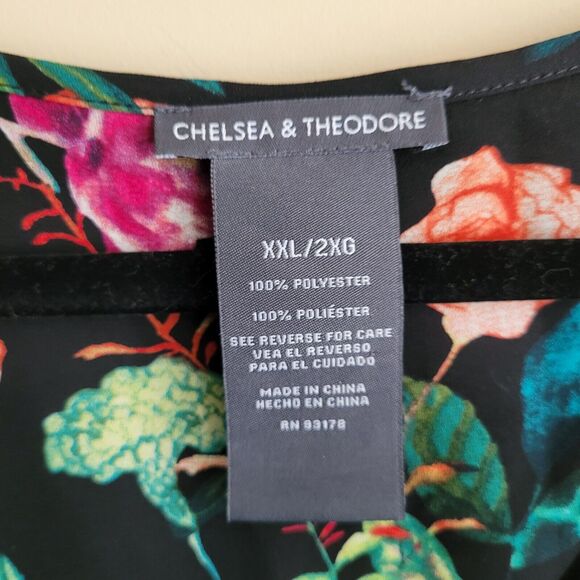 CHELSEA & THEODORE
XXL/2XG
100% POLYESTER
100% POLIÉSTER
SEE REVERSE FOR CARE
VEA EL REVERSO
PARA EL CUIDADO
MADE IN CHINA
HECHO EN CHINA
RN 93178